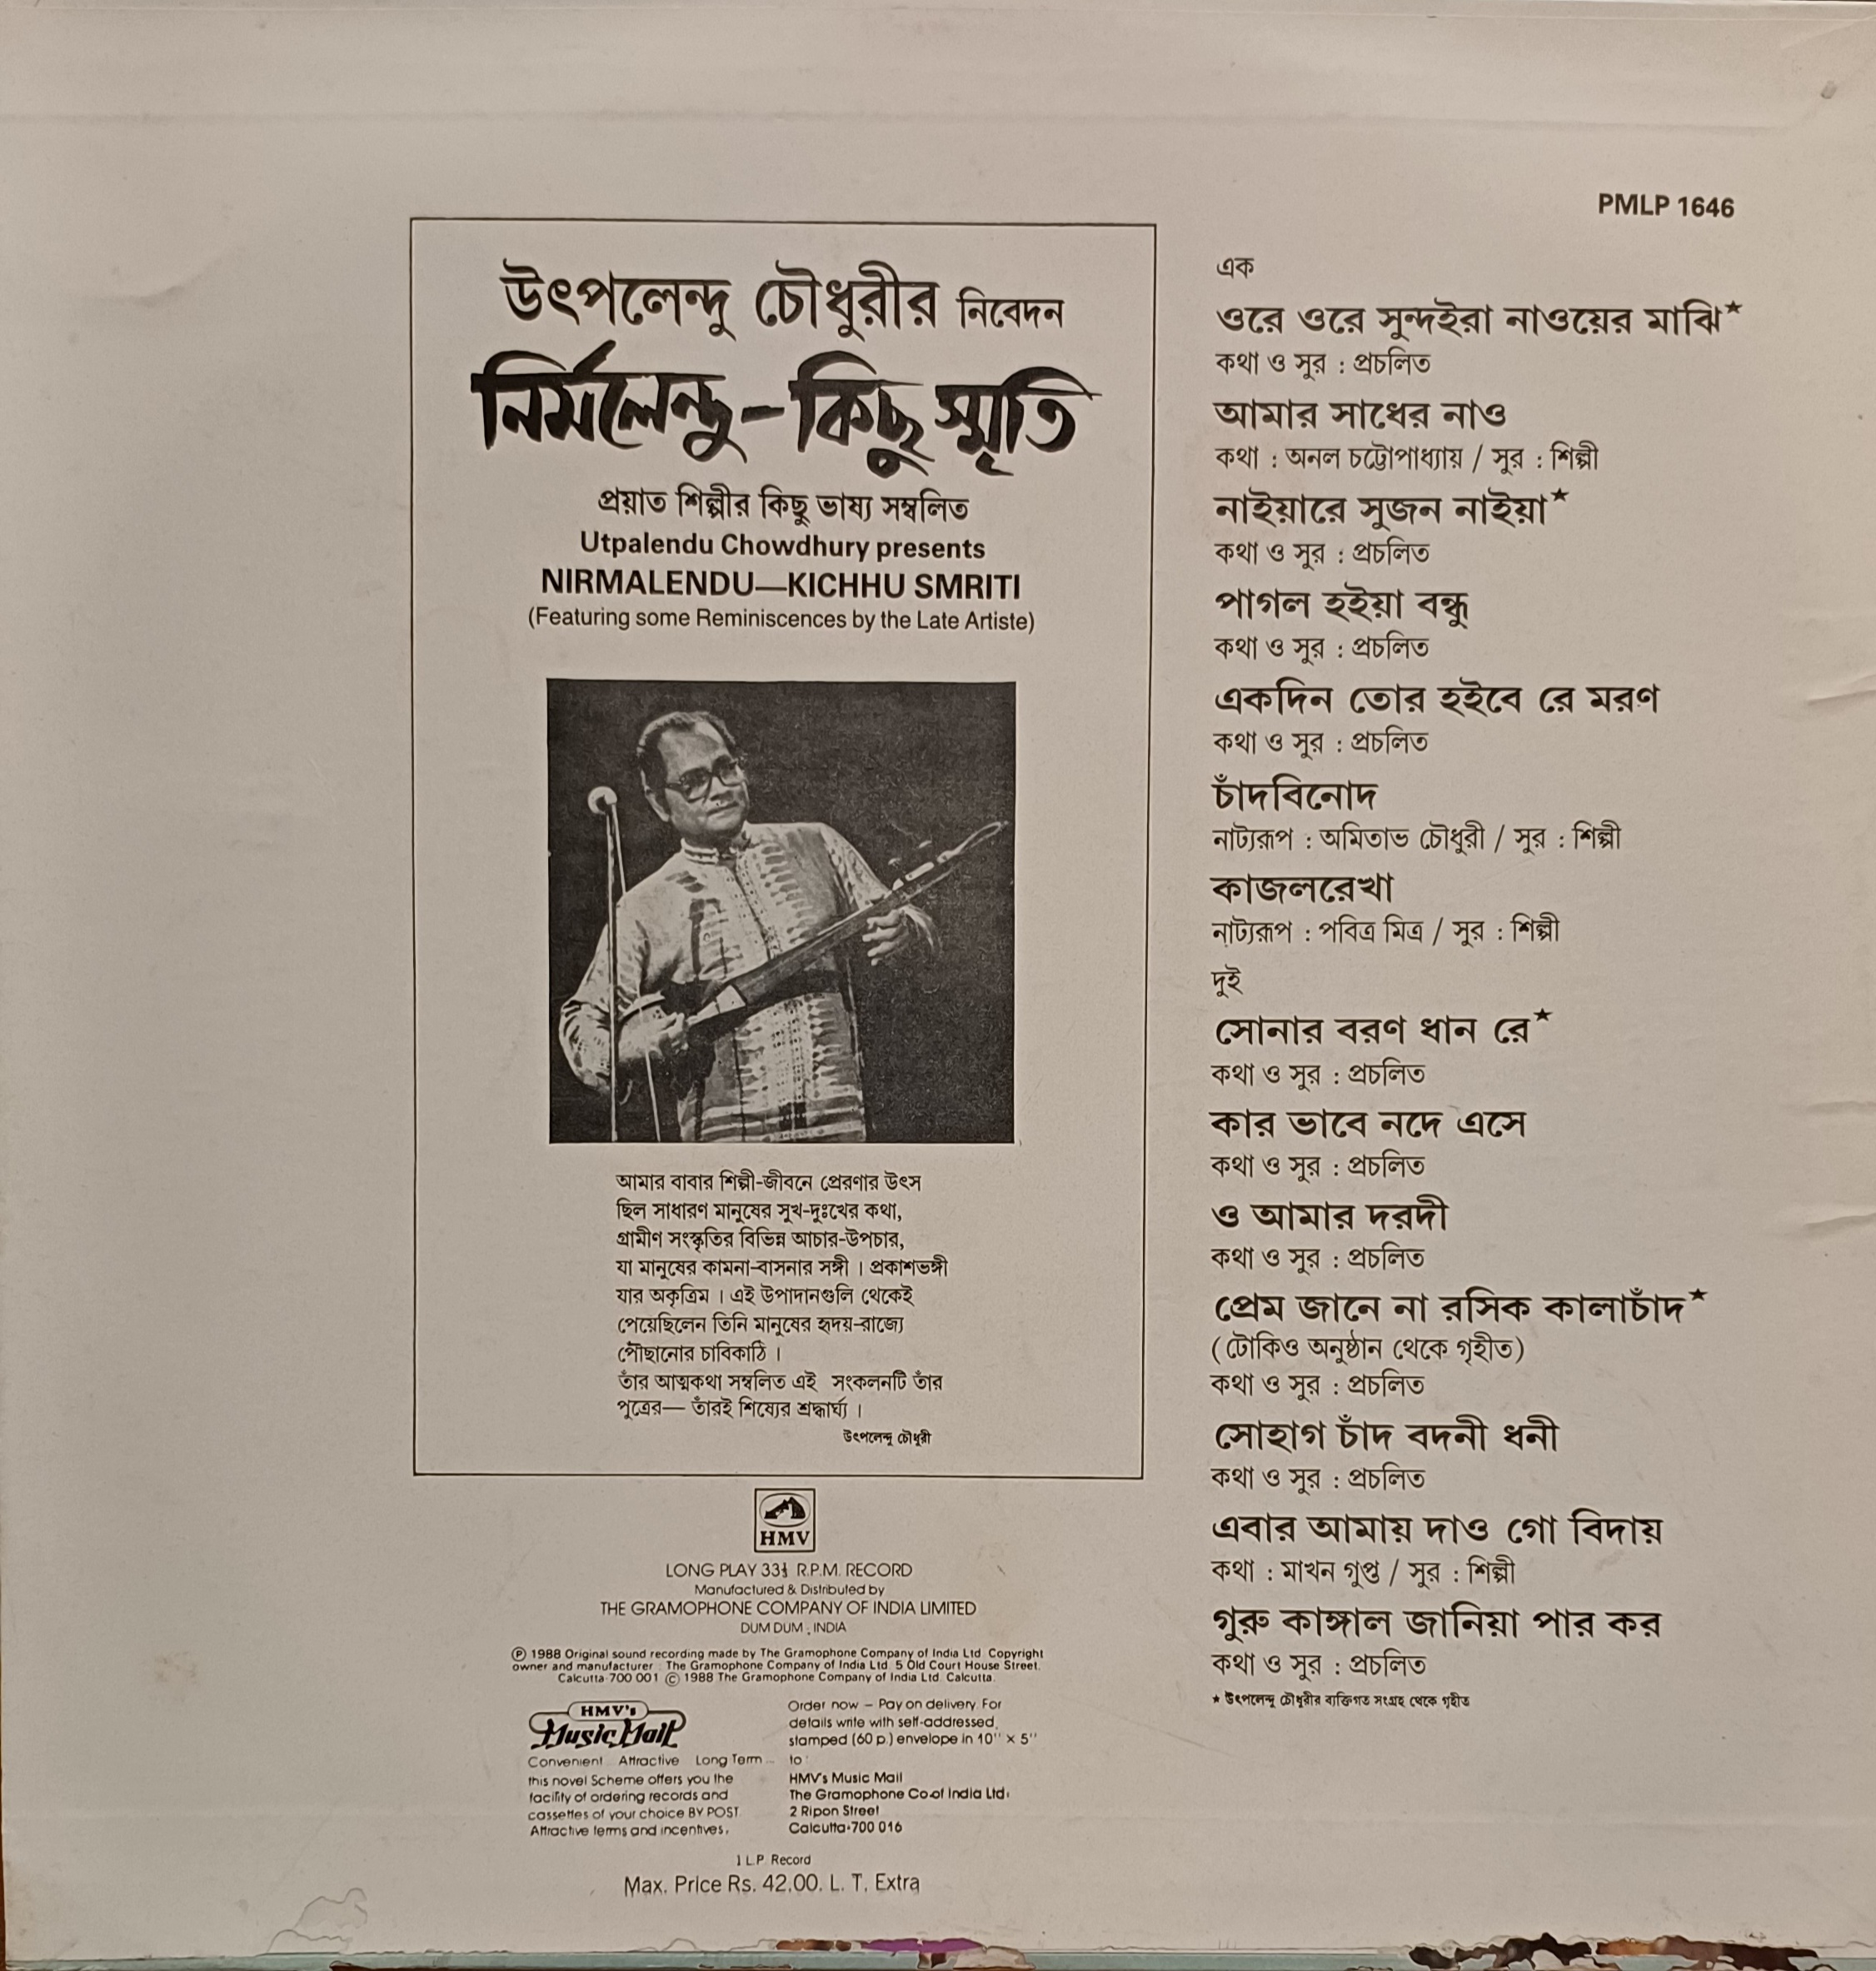 PMLP 1646
উৎপলেন্দু চৌধুরীর নিবেদন
নির্মলেন্দু-কিছু স্মৃতি
প্রয়াত শিল্পীর কিছু ভাষ্য সম্বলিত
Utpalendu Chowdhury presents
NIRMALENDU—KICHHU SMRITI
(Featuring some Reminiscences by the Late Artiste)
আমার বাবার শিল্পী-জীবনে প্রেরণার উৎস
ছিল সাধারণ মানুষের সুখ-দুঃখের কথা,
গ্রামীণ সংস্কৃতির বিভিন্ন আচার-উপচার,
যা মানুষের কামনা-বাসনার সঙ্গী । প্রকাশভঙ্গী
যার অকৃত্রিম । এই উপাদানগুলি থেকেই
পেয়েছিলেন তিনি মানুষের হৃদয়-রাজ্যে
পৌঁছানোর চাবিকাঠি ।
তাঁর আত্মকথা সম্বলিত এই সংকলনটি তাঁর
পুত্রের— তাঁরই শিষ্যের শ্রদ্ধার্ঘ্য ।
উৎপলেন্দু চৌধুরী
HMV
LONG PLAY 33⅓ R.P.M. RECORD
Manufactured & Distributed by
THE GRAMOPHONE COMPANY OF INDIA LIMITED
DUM DUM, INDIA
Ⓟ 1988 Original sound recording made by The Gramophone Company of India Ltd. Copyright
owner and manufacturer : The Gramophone Company of India Ltd. 5 Old Court House Street.
Calcutta-700 001 © 1988 The Gramophone Company of India Ltd. Calcutta.
HMV's
Music Mail
Convenient Attractive Long Term ...
this novel Scheme offers you the
facility of ordering records and
cassettes of your choice BY POST.
Attractive terms and incentives.
Order now – Pay on delivery. For
details write with self-addressed,
stamped (60 p.) envelope in 10" × 5"
to :
HMV's Music Mail
The Gramophone Co. of India Ltd.
2 Ripon Street
Calcutta-700 016
1 L.P. Record
Max. Price Rs. 42.00. L. T. Extra
এক
ওরে ওরে সুন্দইরা নাওয়ের মাঝি★
কথা ও সুর : প্রচলিত
আমার সাধের নাও
কথা : অনল চট্টোপাধ্যায় / সুর : শিল্পী
নাইয়ারে সুজন নাইয়া★
কথা ও সুর : প্রচলিত
পাগল হইয়া বন্ধু
কথা ও সুর : প্রচলিত
একদিন তোর হইবে রে মরণ
কথা ও সুর : প্রচলিত
চাঁদবিনোদ
নাট্যরূপ : অমিতাভ চৌধুরী / সুর : শিল্পী
কাজলরেখা
নাট্যরূপ : পবিত্র মিত্র / সুর : শিল্পী
দুই
সোনার বরণ ধান রে★
কথা ও সুর : প্রচলিত
কার ভাবে নদে এসে
কথা ও সুর : প্রচলিত
ও আমার দরদী
কথা ও সুর : প্রচলিত
প্রেম জানে না রসিক কালাচাঁদ★
(টোকিও অনুষ্ঠান থেকে গৃহীত)
কথা ও সুর : প্রচলিত
সোহাগ চাঁদ বদনী ধনী
কথা ও সুর : প্রচলিত
এবার আমায় দাও গো বিদায়
কথা : মাখন গুপ্ত / সুর : শিল্পী
গুরু কাঙ্গাল জানিয়া পার কর
কথা ও সুর : প্রচলিত
★ উৎপলেন্দু চৌধুরীর ব্যক্তিগত সংগ্রহ থেকে গৃহীত